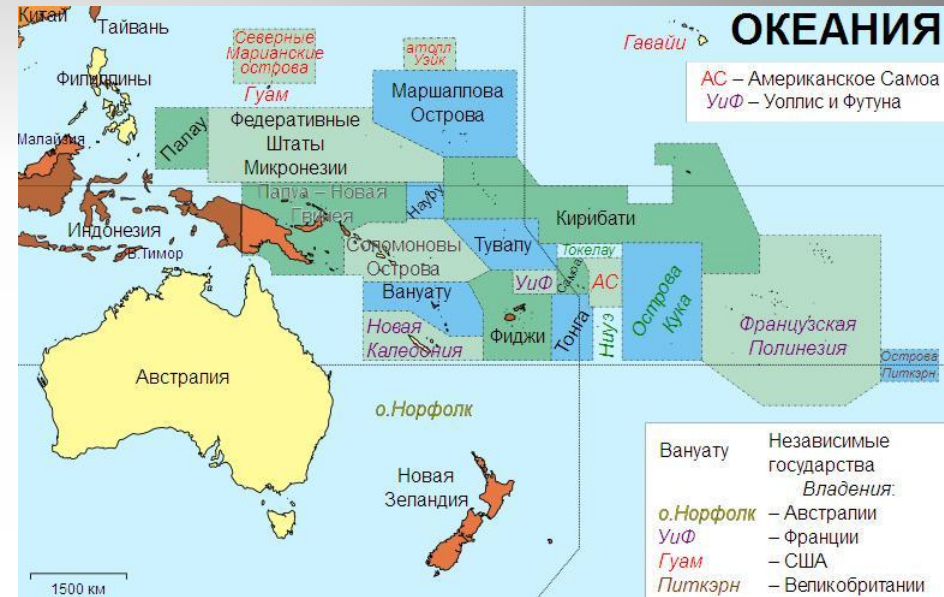 Китай
Тайвань
ОКЕАНИЯ
Северные
Марианские
острова
атолл
Уэйк
Гавайи
АС – Американское Самоа
УиФ – Уоллис и Футуна
Филиппины
Гуам
Маршаллова
Острова
Палау
Федеративные
Штаты
Микронезии
Малайзия
Папуа – Новая
Гвинея
Науру
Кирибати
Индонезия
В.Тимор
Соломоновы
Острова
Тувалу
Токелау
УиФ
Самоа
АС
Острова
Кука
Вануату
Новая
Каледония
Фиджи
Тонга
Ниуэ
Французская
Полинезия
Острова
Питкэрн
Австралия
о.Норфолк
Новая
Зеландия
Вануату
Независимые
государства
Владения:
о.Норфолк – Австралии
УиФ – Франции
Гуам – США
Питкэрн – Великобритании
1500 км